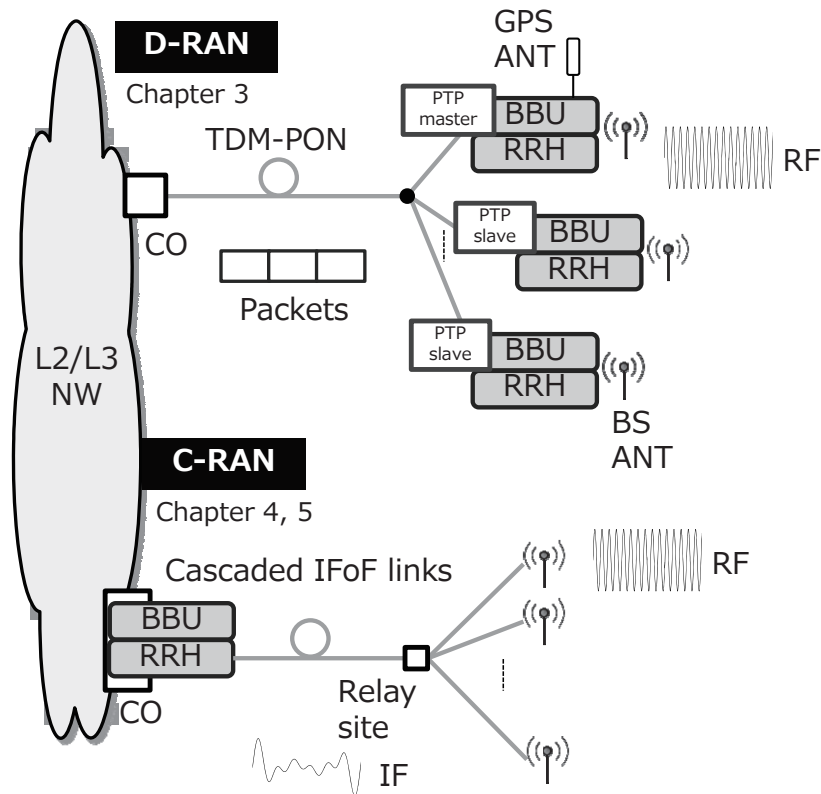 D-RAN
Chapter 3
GPS
ANT
TDM-PON
PTP
master
BBU
RRH
RF
CO
PTP
slave
BBU
RRH
Packets
PTP
slave
BBU
RRH
L2/L3
NW
BS
ANT
C-RAN
Chapter 4, 5
Cascaded IFoF links
RF
BBU
RRH
CO
Relay
site
IF